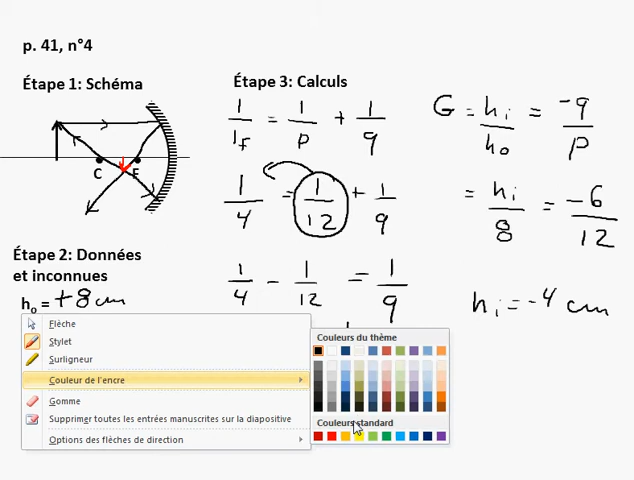 p. 41, n°4
Étape 1: Schéma
C F
Étape 2: Données
et inconnues
h₀ = +8 cm
Étape 3: Calculs
1/lF = 1/p + 1/q
1/4 = 1/12 + 1/q
1/4 - 1/12 = 1/q
G = hi/ho = -q/p
= hi/8 = -6/12
hi = -4 cm
Flèche
Stylet
Surligneur
Couleur de l'encre
Gomme
Supprimer toutes les entrées manuscrites sur la diapositive
Options des flèches de direction
Couleurs du thème
Couleurs standard